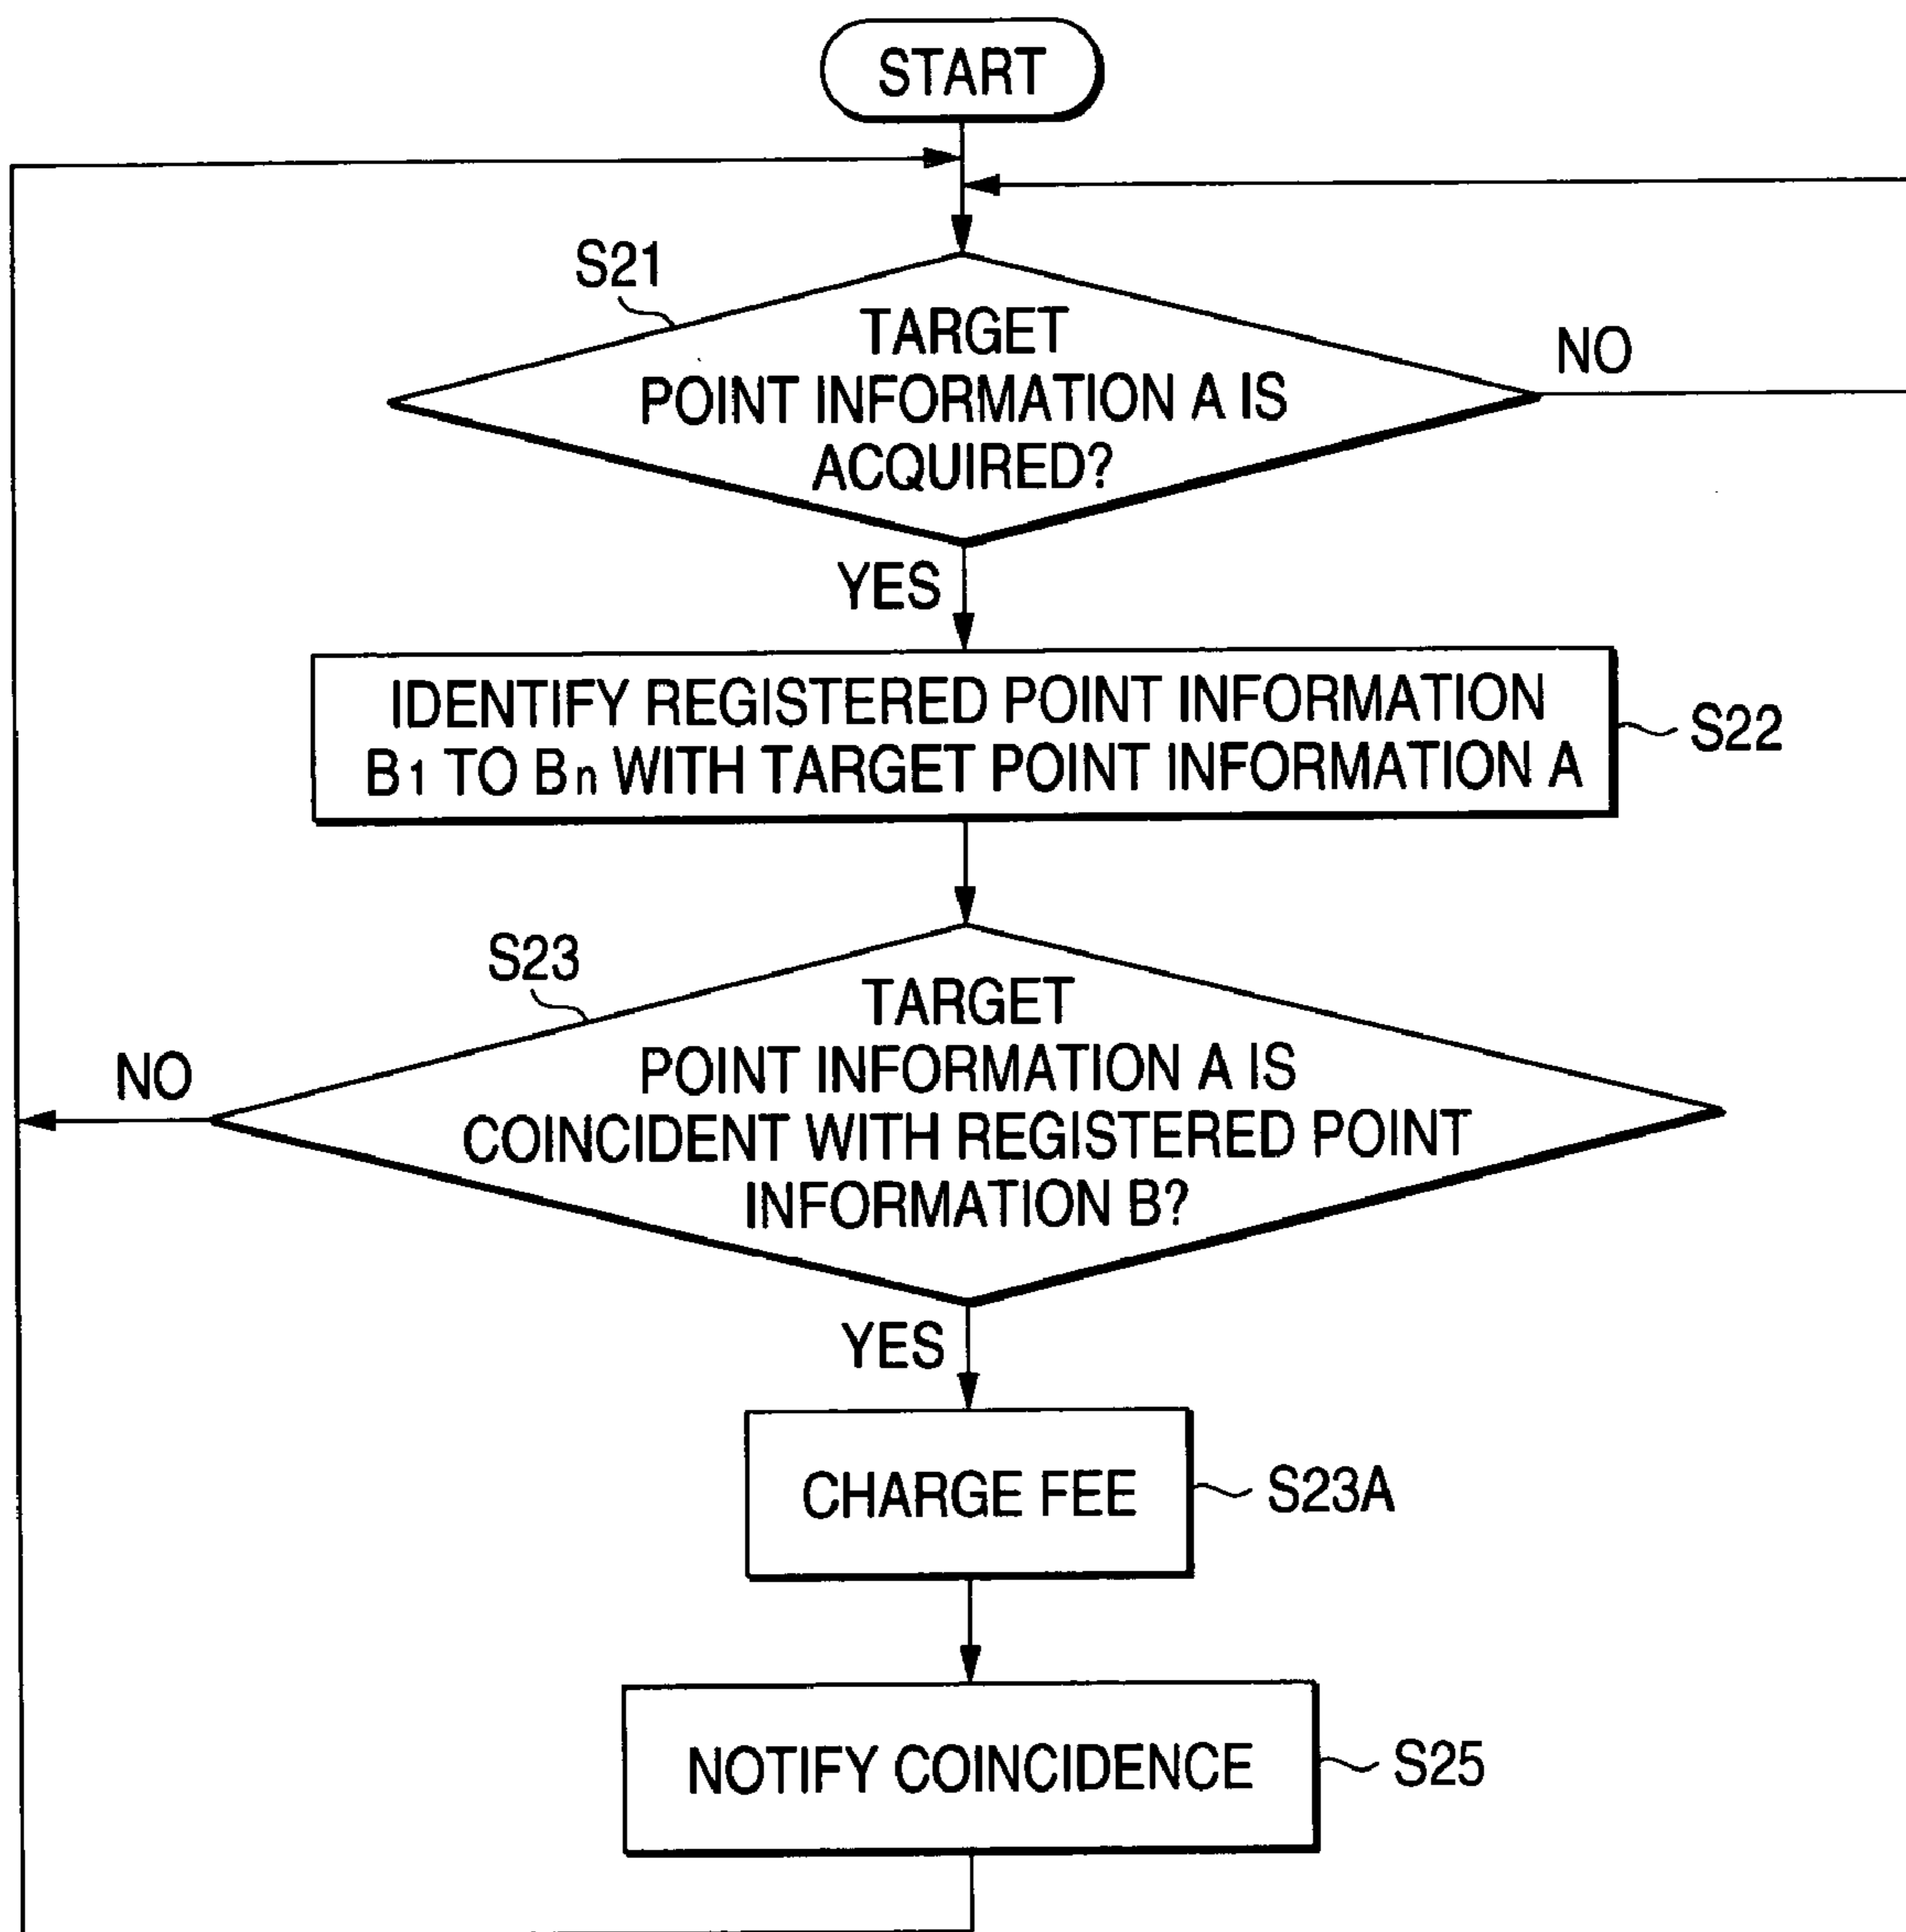 START
S21
TARGET
POINT INFORMATION A IS
ACQUIRED?
NO
YES
IDENTIFY REGISTERED POINT INFORMATION
B1 TO Bn WITH TARGET POINT INFORMATION A
S22
S23
TARGET
POINT INFORMATION A IS
COINCIDENT WITH REGISTERED POINT
INFORMATION B?
NO
YES
CHARGE FEE
S23A
NOTIFY COINCIDENCE
S25